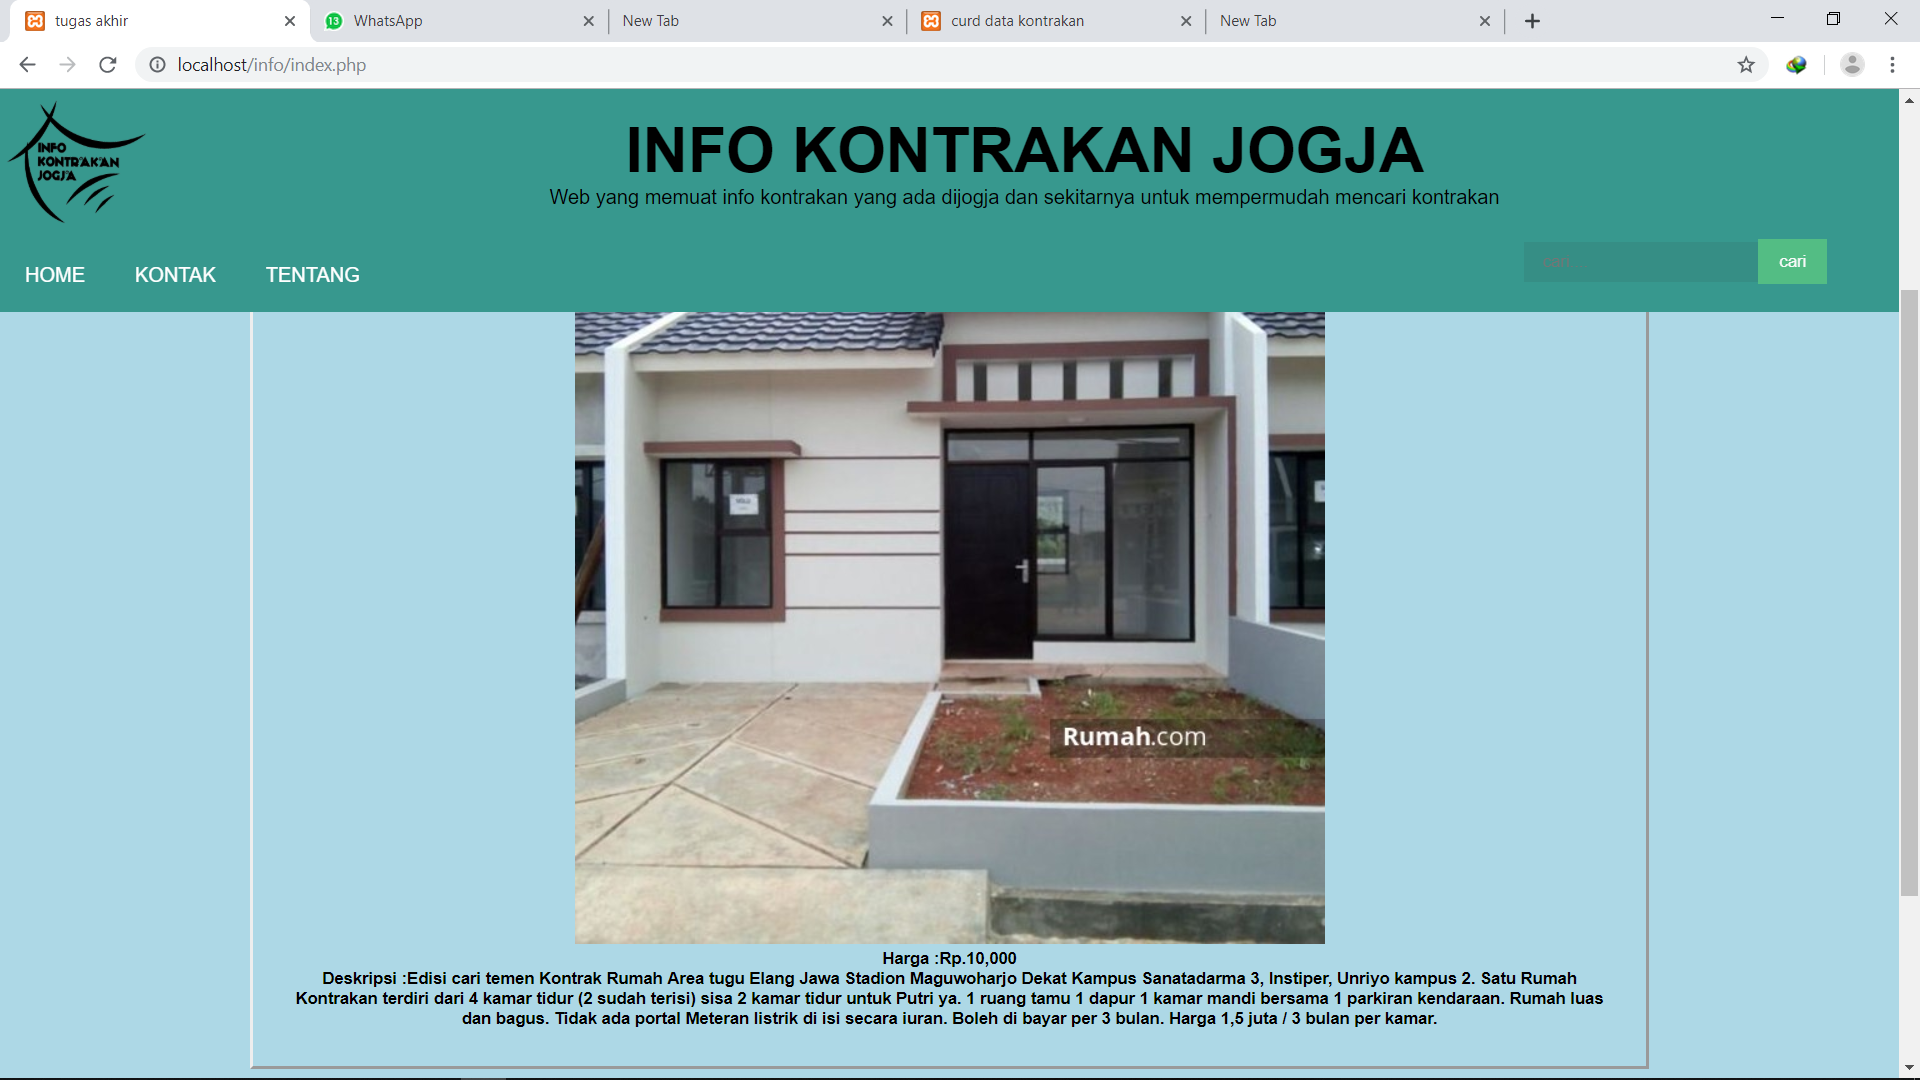 tugas akhir
13
WhatsApp
New Tab
curd data kontrakan
New Tab
localhost/info/index.php
INFO
KONTRAKAN
JOGJA
INFO KONTRAKAN JOGJA
Web yang memuat info kontrakan yang ada dijogja dan sekitarnya untuk mempermudah mencari kontrakan
HOME
KONTAK
TENTANG
cari...
cari
Rumah.com
Harga :Rp.10,000
Deskripsi :Edisi cari temen Kontrak Rumah Area tugu Elang Jawa Stadion Maguwoharjo Dekat Kampus Sanatadarma 3, Instiper, Unriyo kampus 2. Satu Rumah
Kontrakan terdiri dari 4 kamar tidur (2 sudah terisi) sisa 2 kamar tidur untuk Putri ya. 1 ruang tamu 1 dapur 1 kamar mandi bersama 1 parkiran kendaraan. Rumah luas
dan bagus. Tidak ada portal Meteran listrik di isi secara iuran. Boleh di bayar per 3 bulan. Harga 1,5 juta / 3 bulan per kamar.